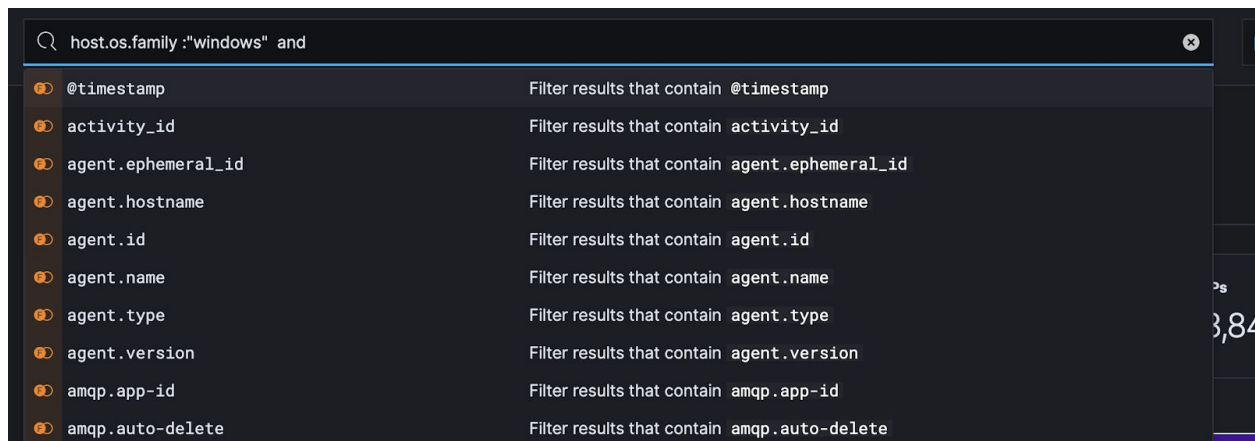 host.os.family :"windows"  and
@timestamp Filter results that contain @timestamp
activity_id Filter results that contain activity_id
agent.ephemeral_id Filter results that contain agent.ephemeral_id
agent.hostname Filter results that contain agent.hostname
agent.id Filter results that contain agent.id
Ps
agent.name Filter results that contain agent.name
agent.type Filter results that contain agent.type
3,84
agent.version Filter results that contain agent.version
amqp.app-id Filter results that contain amqp.app-id
amqp.auto-delete Filter results that contain amqp.auto-delete